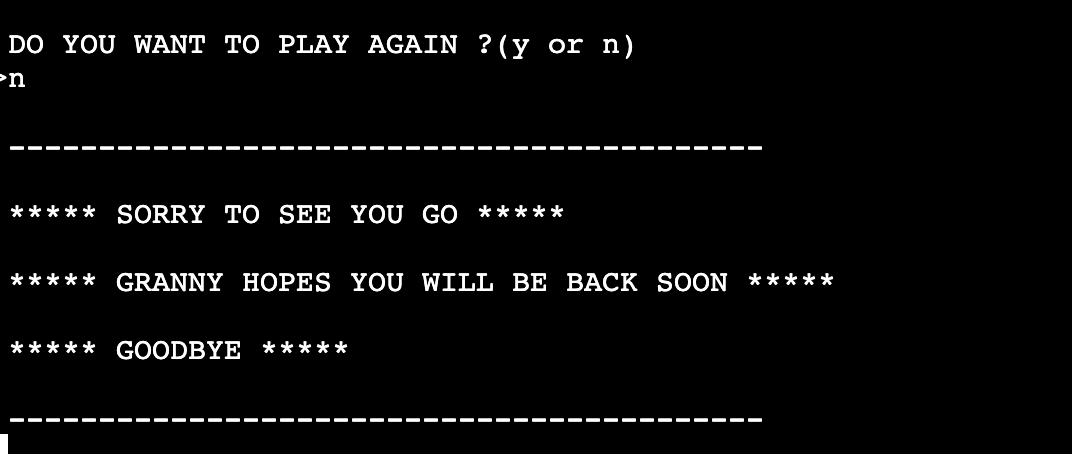 DO YOU WANT TO PLAY AGAIN ?(y or n)
>n
------------------------------------------
***** SORRY TO SEE YOU GO *****
***** GRANNY HOPES YOU WILL BE BACK SOON *****
***** GOODBYE *****
------------------------------------------